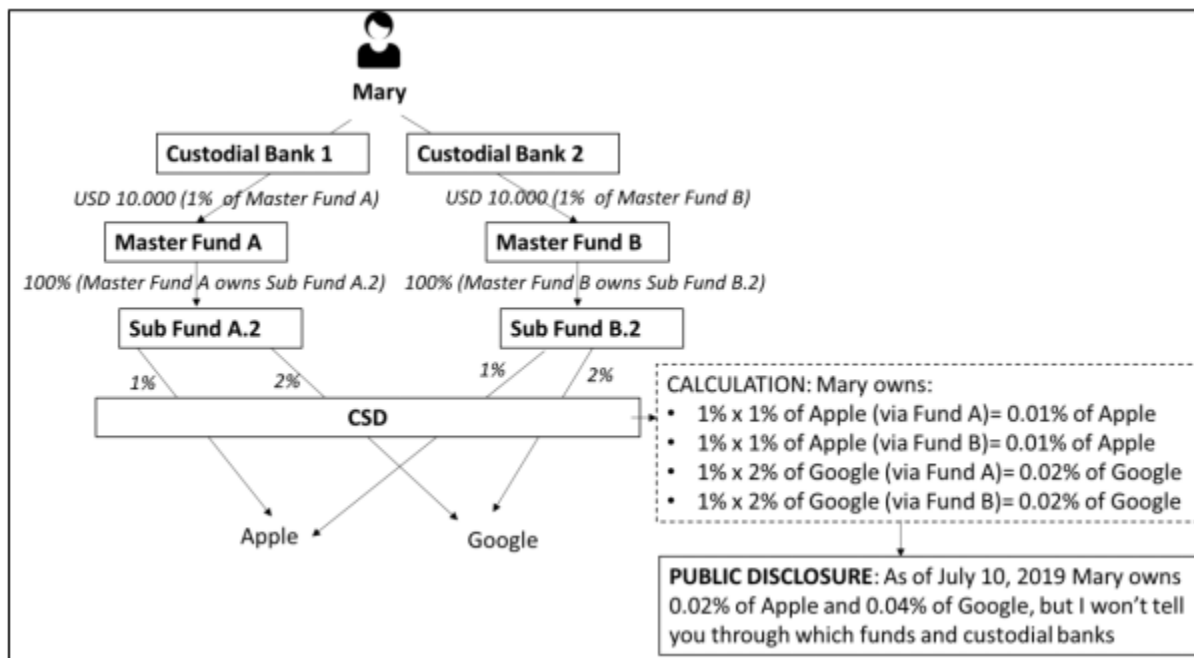 Mary
Custodial Bank 1
Custodial Bank 2
USD 10.000 (1% of Master Fund A)
USD 10.000 (1% of Master Fund B)
Master Fund A
Master Fund B
100% (Master Fund A owns Sub Fund A.2)
100% (Master Fund B owns Sub Fund B.2)
Sub Fund A.2
Sub Fund B.2
1%
2%
1%
2%
CSD
Apple
Google
CALCULATION: Mary owns:
• 1% x 1% of Apple (via Fund A)= 0.01% of Apple
• 1% x 1% of Apple (via Fund B)= 0.01% of Apple
• 1% x 2% of Google (via Fund A)= 0.02% of Google
• 1% x 2% of Google (via Fund B)= 0.02% of Google
PUBLIC DISCLOSURE: As of July 10, 2019 Mary owns
0.02% of Apple and 0.04% of Google, but I won't tell
you through which funds and custodial banks